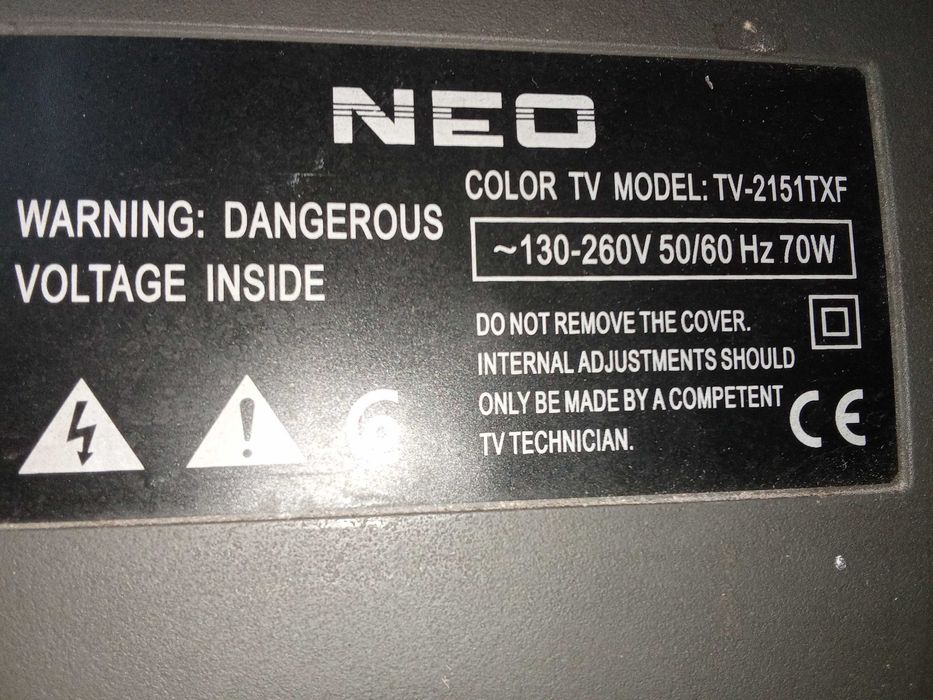 NEO
COLOR TV MODEL: TV-2151TXF
~130-260V 50/60 Hz 70W
WARNING: DANGEROUS
VOLTAGE INSIDE
DO NOT REMOVE THE COVER.
INTERNAL ADJUSTMENTS SHOULD
ONLY BE MADE BY A COMPETENT
TV TECHNICIAN.
CE